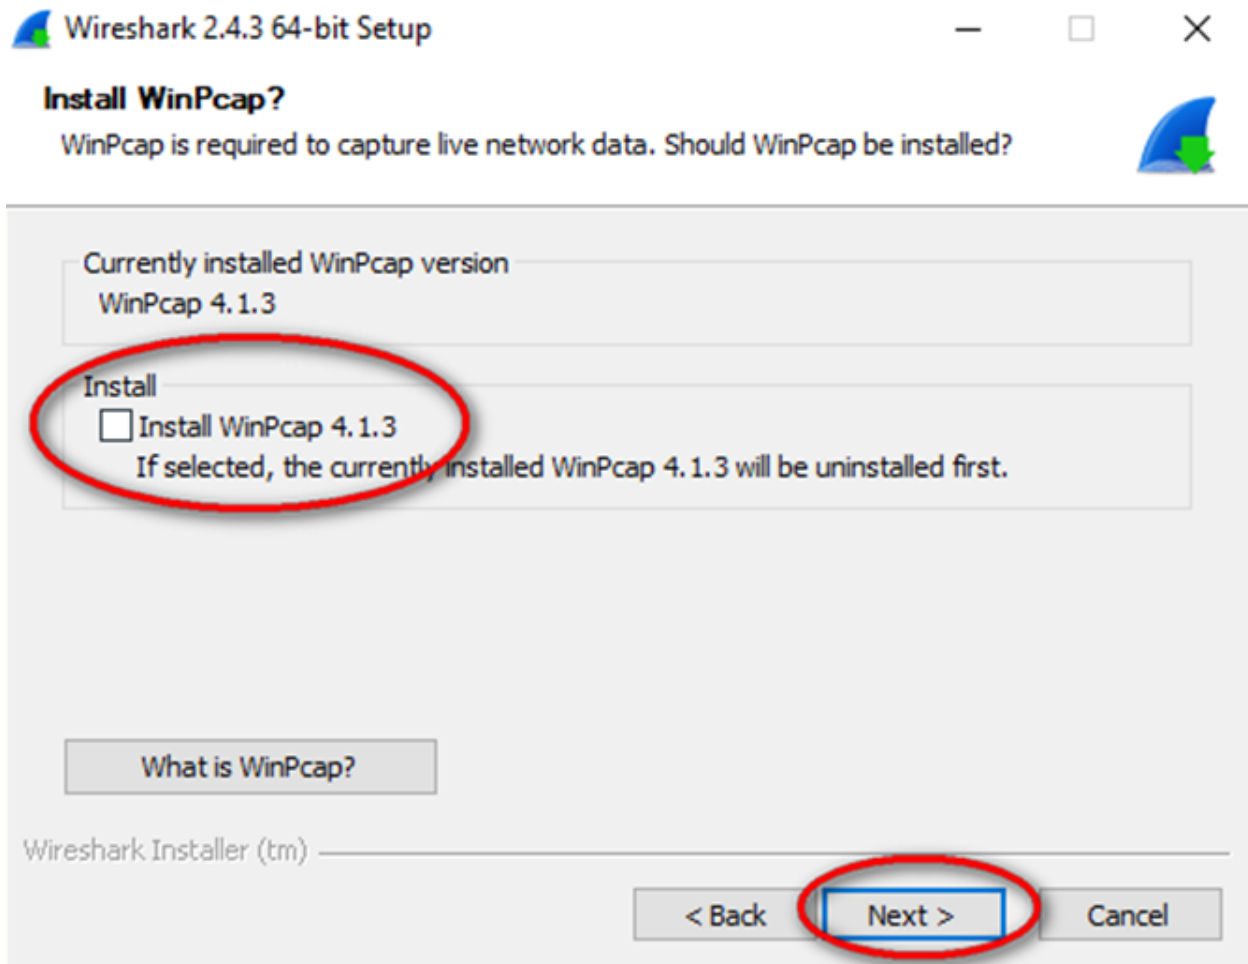 Wireshark 2.4.3 64-bit Setup
Install WinPcap?
WinPcap is required to capture live network data. Should WinPcap be installed?
Currently installed WinPcap version
WinPcap 4.1.3
Install
Install WinPcap 4.1.3
If selected, the currently installed WinPcap 4.1.3 will be uninstalled first.
What is WinPcap?
Wireshark Installer (tm)
< Back
Next >
Cancel